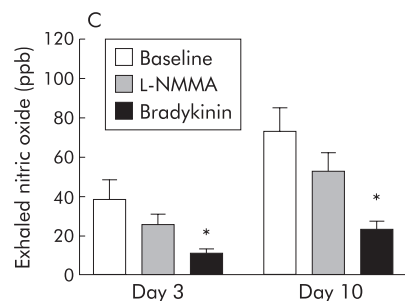 C
Exhaled nitric oxide (ppb)
120
100
80
60
40
20
0
Baseline
L-NMMA
Bradykinin
*
*
Day 3
Day 10